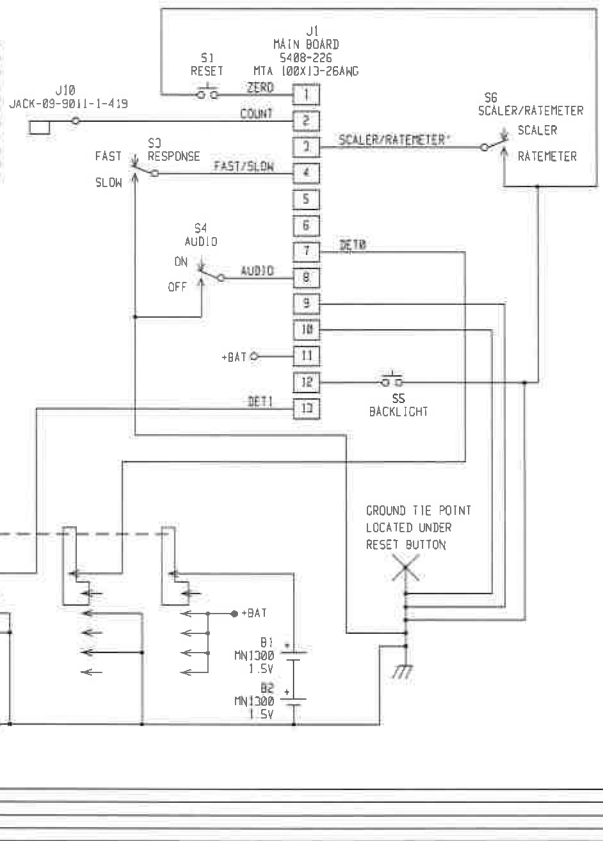 J1
MAIN BOARD
5408-226
MTA 100X13-26AWG
S1
RESET
ZERO
1
J10
JACK-09-9011-1-419
COUNT
2
S6
SCALER/RATEMETER
SCALER
RATEMETER
3
SCALER/RATEMETER*
S3
RESPONSE
FAST
SLOW
FAST/SLOW
4
5
6
7
DET0
S4
AUDIO
ON
OFF
AUDIO
8
9
10
+BAT
11
12
S5
BACKLIGHT
DET1
13
GROUND TIE POINT
LOCATED UNDER
RESET BUTTON
+BAT
B1
MN1300
1.5V
+
B2
MN1300
1.5V
+